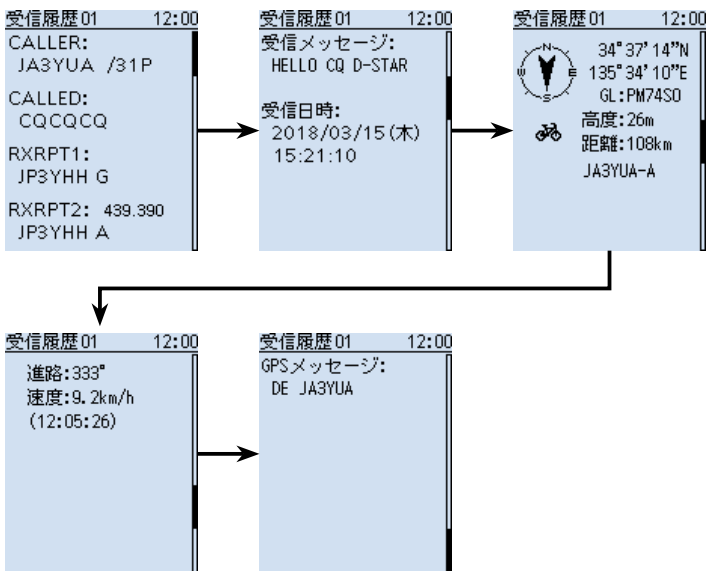 受信履歴01 12:00
CALLER:
JA3YUA /31P
CALLED:
CQCQCQ
RXRPT1:
JP3YHH G
RXRPT2: 439.390
JP3YHH A
受信履歴01 12:00
受信メッセージ:
HELLO CQ D-STAR
受信日時:
2018/03/15(木)
15:21:10
受信履歴01 12:00
N
W
E
S
34°37'14"N
135°34'10"E
GL:PM74SO
高度:26m
距離:108km
JA3YUA-A
受信履歴01 12:00
進路:333°
速度:9.2km/h
(12:05:26)
受信履歴01 12:00
GPSメッセージ:
DE JA3YUA